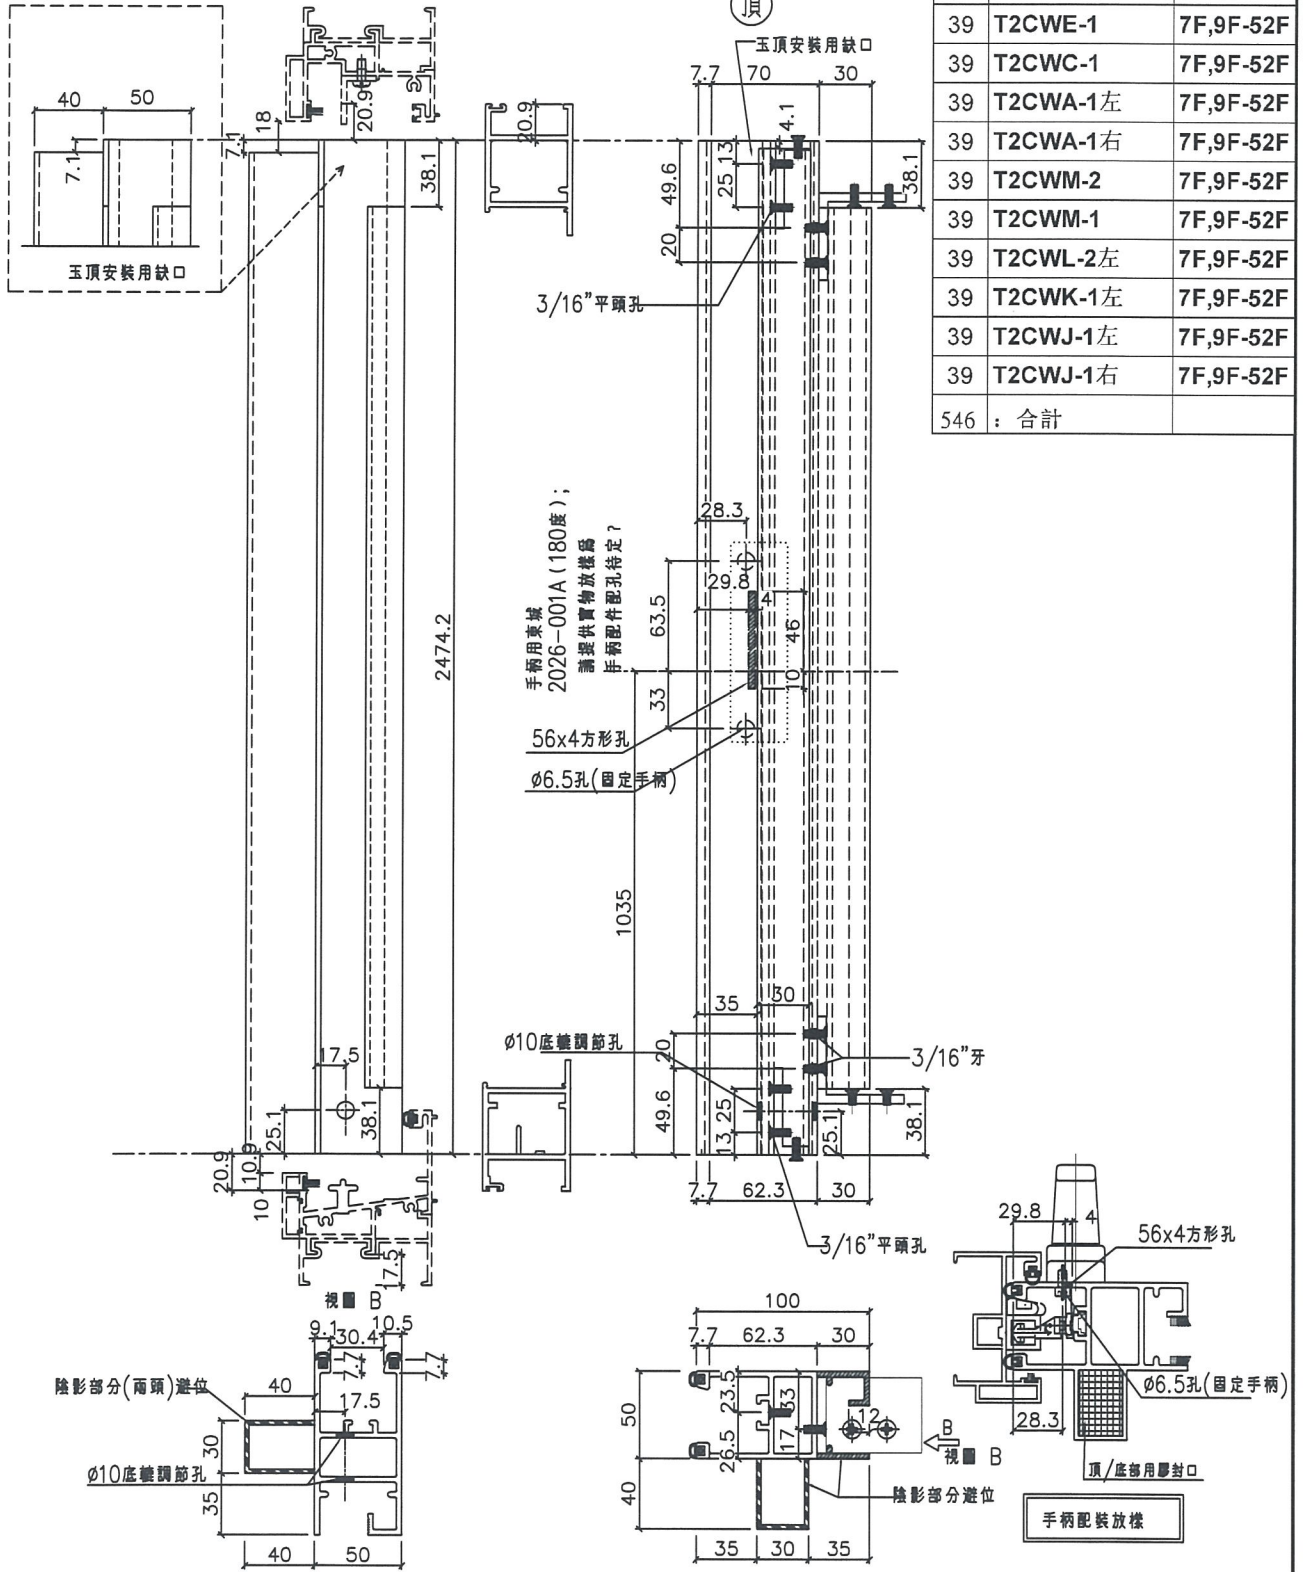 頂
玉頂安裝用缺口
7.7 70 30
39 T2CWE-1 7F,9F-52F
39 T2CWC-1 7F,9F-52F
39 T2CWA-1左 7F,9F-52F
39 T2CWA-1右 7F,9F-52F
39 T2CWM-2 7F,9F-52F
39 T2CWM-1 7F,9F-52F
39 T2CWL-2左 7F,9F-52F
39 T2CWK-1左 7F,9F-52F
39 T2CWJ-1左 7F,9F-52F
39 T2CWJ-1右 7F,9F-52F
546 : 合計
40 50
7.1
玉頂安裝用缺口
18
7.1
20.9
38.1
20.9
4.1
13
25
49.6
20
38.1
3/16"平頭孔
2474.2
手柄用東城
2026-001A(180度);
請提供實物放樣爲
手柄配件配孔待定?
28.3
29.8
4
63.5
46
10
33
56x4方形孔
ø6.5孔(固定手柄)
1035
35 30
ø10底轆調節孔
20
49.6
25
13
25.1
38.1
3/16"牙
17.5
25.1
38.1
20.9
10.9
10
17.5
7.7 62.3 30
3/16"平頭孔
視圖 B
9.1 30.4 10.5
7.7
7.7
陰影部分(兩頭)避位
40
17.5
30
35
ø10底轆調節孔
40 50
100
7.7 62.3 30
50
23.5
26.5
33
17
12
40
B
視圖 B
陰影部分避位
35 30 35
29.8 4
56x4方形孔
ø6.5孔(固定手柄)
28.3
頂/底部用膠封口
手柄配裝放樣